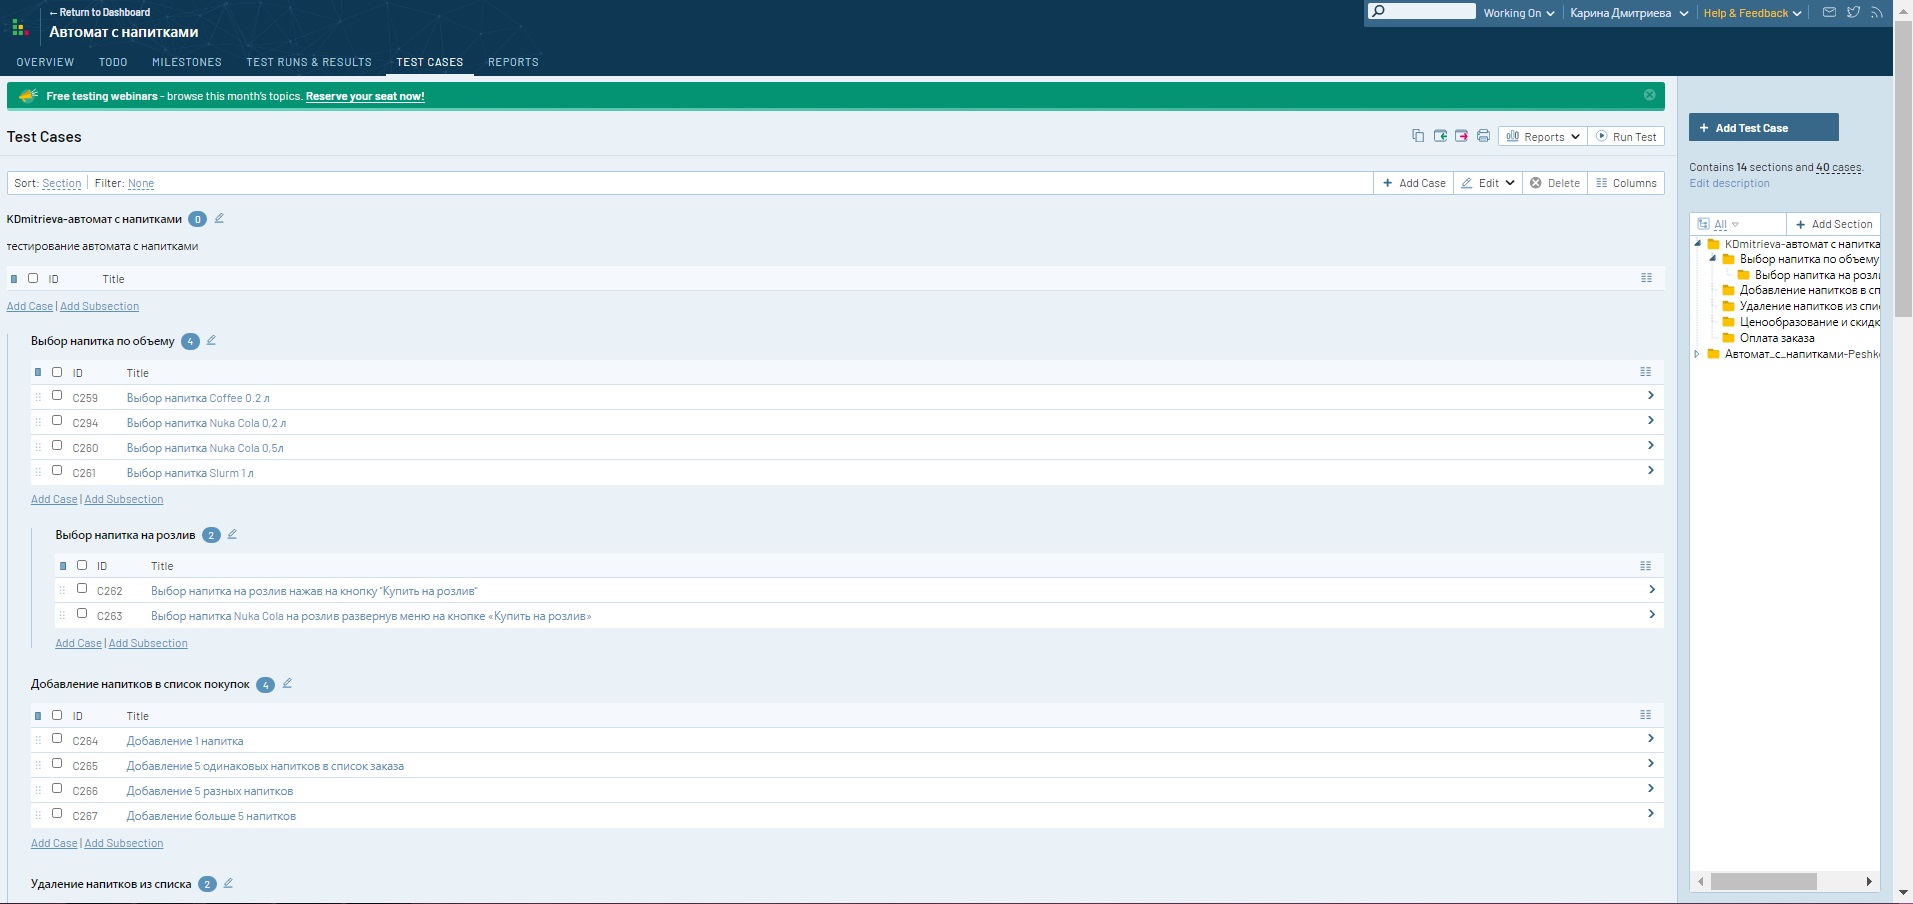 ← Return to Dashboard
Автомат с напитками
Working On
Карина Дмитриева
Help & Feedback
OVERVIEW TODO MILESTONES TEST RUNS & RESULTS TEST CASES REPORTS
Free testing webinars - browse this month's topics. Reserve your seat now!
Test Cases
Reports
Run Test
Sort: Section Filter: None
+ Add Case
Edit
Delete
Columns
KDmitrieva-автомат с напитками 0
тестирование автомата с напитками
ID Title
Add Case | Add Subsection
Выбор напитка по объему 4
ID Title
C259 Выбор напитка Coffee 0.2 л
C294 Выбор напитка Nuka Cola 0,2 л
C260 Выбор напитка Nuka Cola 0,5л
C261 Выбор напитка Slurm 1 л
Add Case | Add Subsection
Выбор напитка на розлив 2
ID Title
C262 Выбор напитка на розлив нажав на кнопку "Купить на розлив"
C263 Выбор напитка Nuka Cola на розлив развернув меню на кнопке «Купить на розлив»
Add Case | Add Subsection
Добавление напитков в список покупок 4
ID Title
C264 Добавление 1 напитка
C265 Добавление 5 одинаковых напитков в список заказа
C266 Добавление 5 разных напитков
C267 Добавление больше 5 напитков
Add Case | Add Subsection
Удаление напитков из списка 2
+ Add Test Case
Contains 14 sections and 40 cases.
Edit description
All
+ Add Section
KDmitrieva-автомат с напитка
Выбор напитка по объему
Выбор напитка на розли
Добавление напитков в сп
Удаление напитков из спи
Ценообразование и скидк
Оплата заказа
Автомат_с_напитками-Peshk